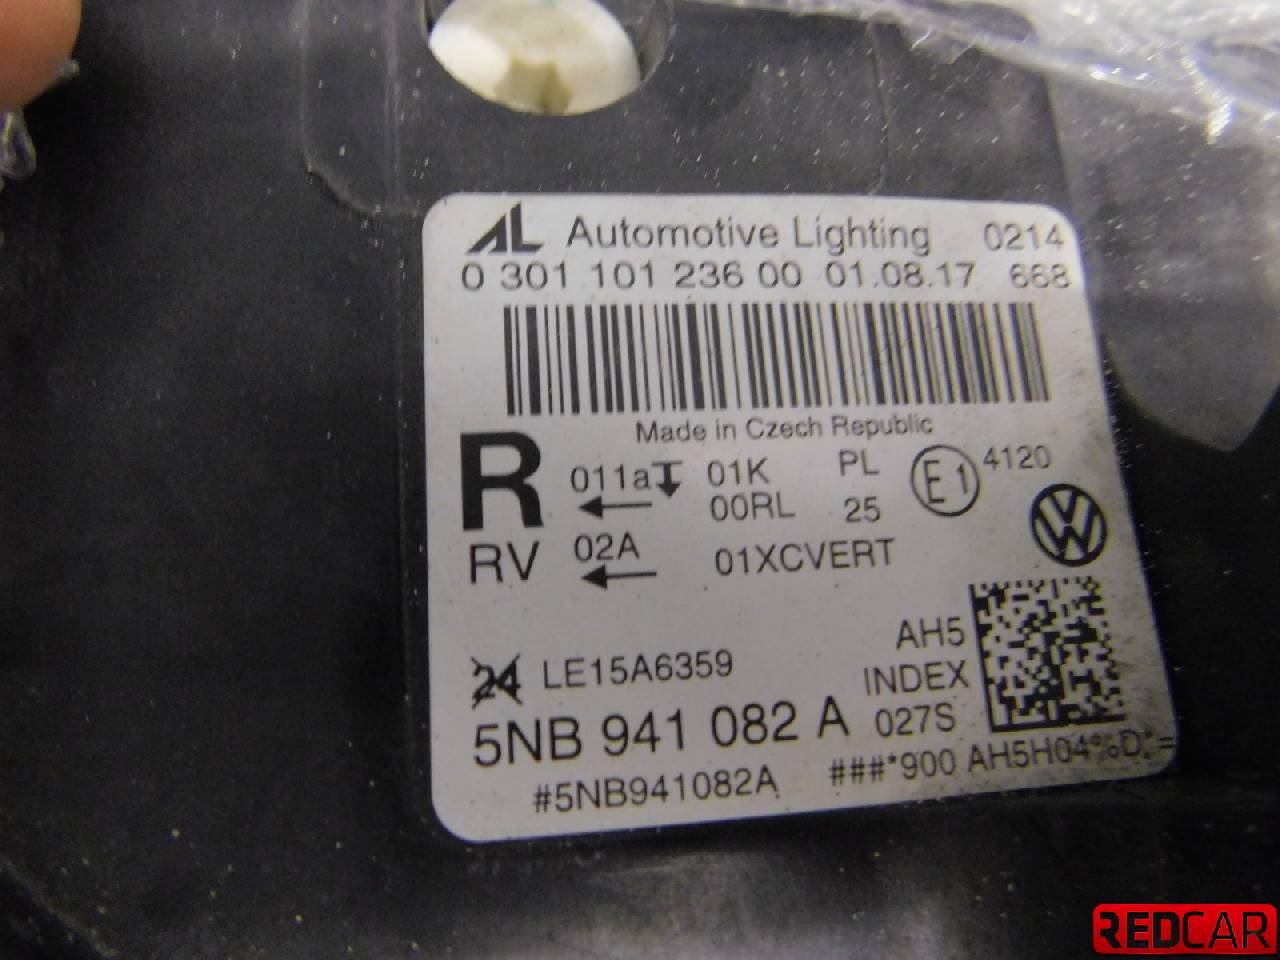 AL Automotive Lighting 0214
0 301 101 236 00 01.08.17 668
Made in Czech Republic
R 011a 01K PL E1 4120
00RL 25
RV 02A 01XCVERT
AH5
24 LE15A6359 INDEX
5NB 941 082 A 027S
#5NB941082A ###*900 AH5H04%D*=
REDCAR